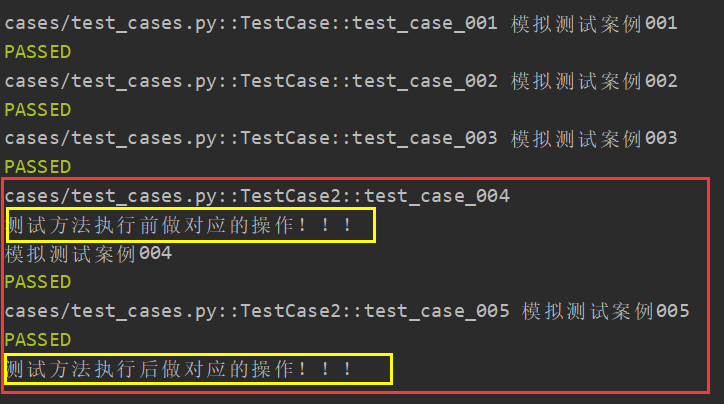 cases/test_cases.py::TestCase::test_case_001 模拟测试案例001
PASSED
cases/test_cases.py::TestCase::test_case_002 模拟测试案例002
PASSED
cases/test_cases.py::TestCase::test_case_003 模拟测试案例003
PASSED
cases/test_cases.py::TestCase2::test_case_004
测试方法执行前做对应的操作！！！
模拟测试案例004
PASSED
cases/test_cases.py::TestCase2::test_case_005 模拟测试案例005
PASSED
测试方法执行后做对应的操作！！！